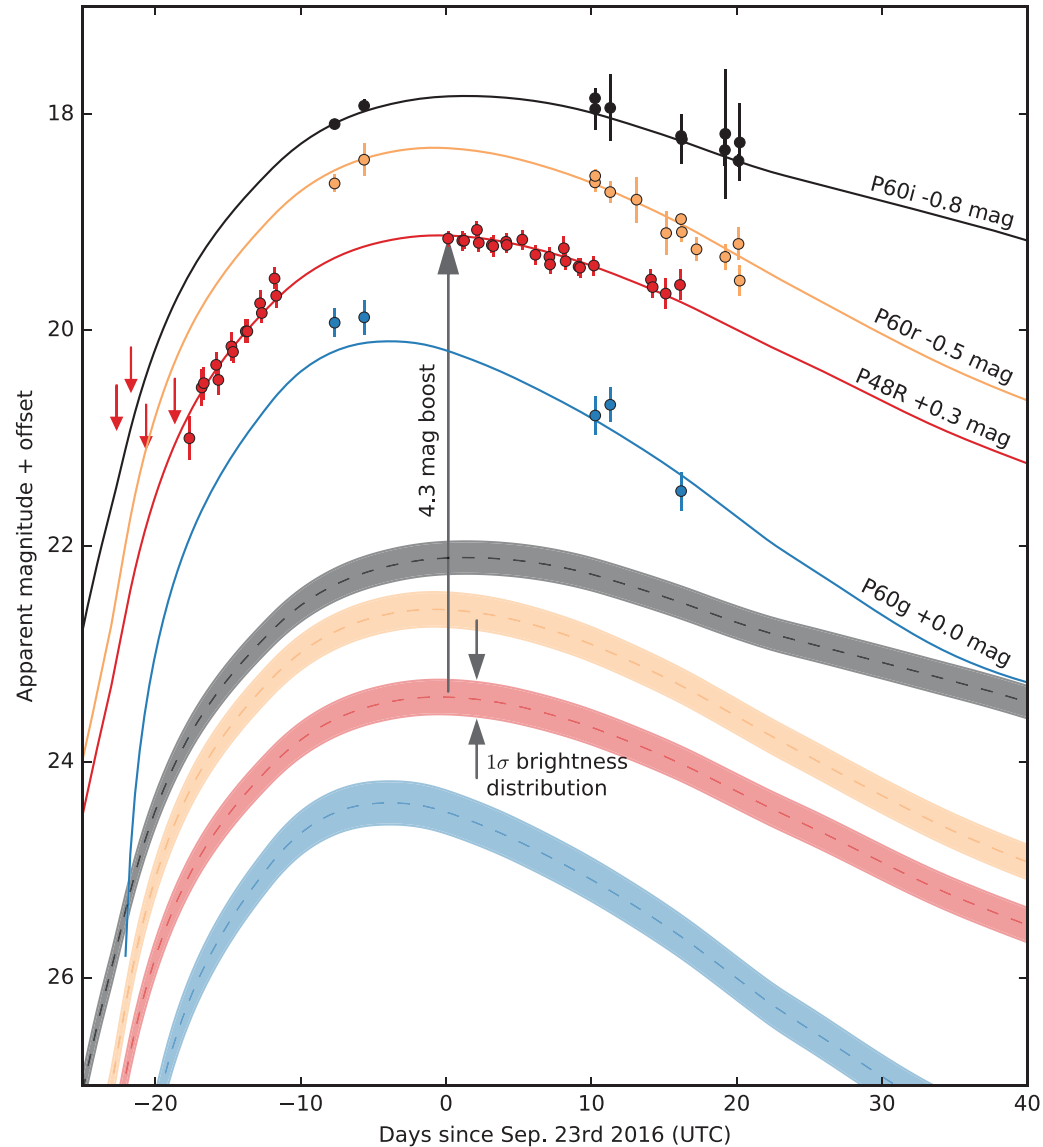 18
20
22
24
26
Apparent magnitude + offset
P60i -0.8 mag
P60r -0.5 mag
P48R +0.3 mag
P60g +0.0 mag
4.3 mag boost
1σ brightness
distribution
−20
−10
0
10
20
30
40
Days since Sep. 23rd 2016 (UTC)